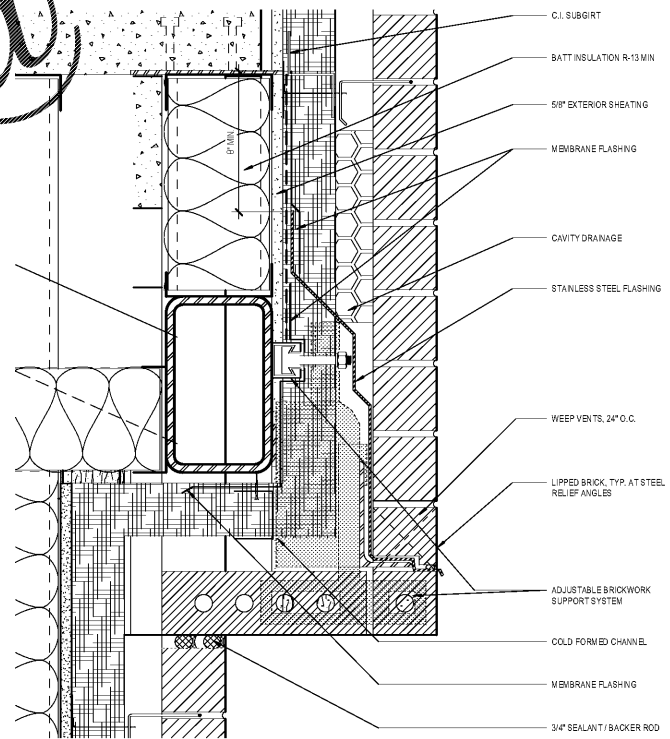 C.I. SUBGIRT
BATT INSULATION R-13 MIN
5/8" EXTERIOR SHEATING
8" MIN.
MEMBRANE FLASHING
CAVITY DRAINAGE
STAINLESS STEEL FLASHING
WEEP VENTS, 24" O.C.
LIPPED BRICK, TYP. AT STEEL
RELIEF ANGLES
ADJUSTABLE BRICKWORK
SUPPORT SYSTEM
COLD FORMED CHANNEL
MEMBRANE FLASHING
3/4" SEALANT / BACKER ROD